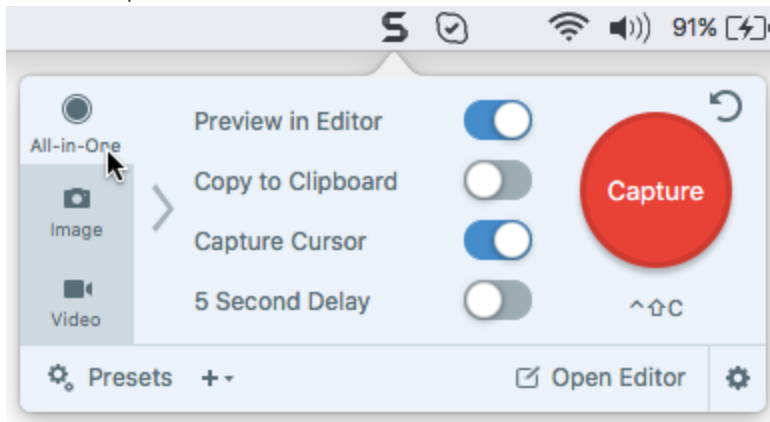 91%
All-in-One
Image
Video
Preview in Editor
Copy to Clipboard
Capture Cursor
5 Second Delay
Capture
^⇧C
Presets
Open Editor